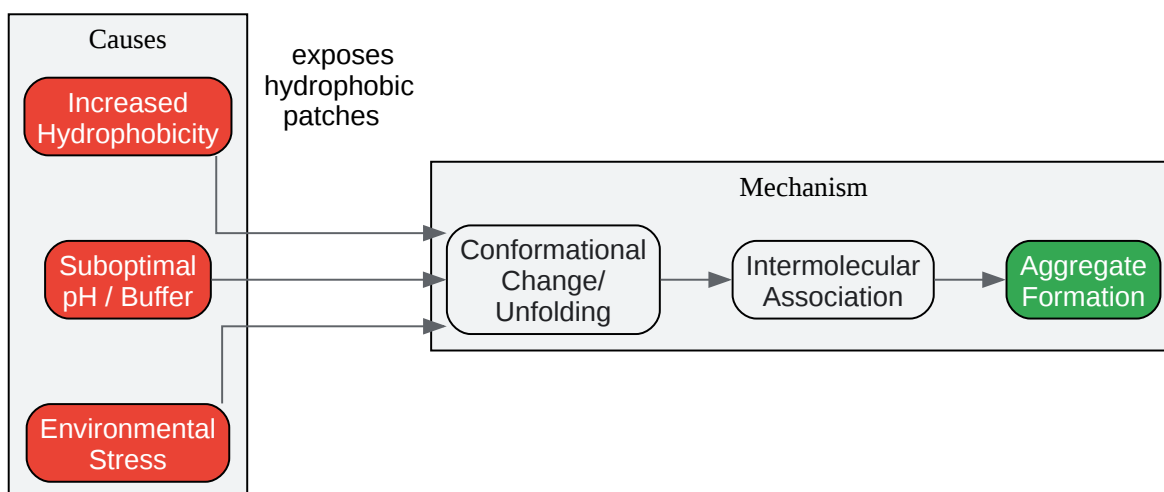 Causes
Increased
Hydrophobicity
exposes
hydrophobic
patches
Suboptimal
pH / Buffer
Environmental
Stress
Mechanism
Conformational
Change/
Unfolding
Intermolecular
Association
Aggregate
Formation